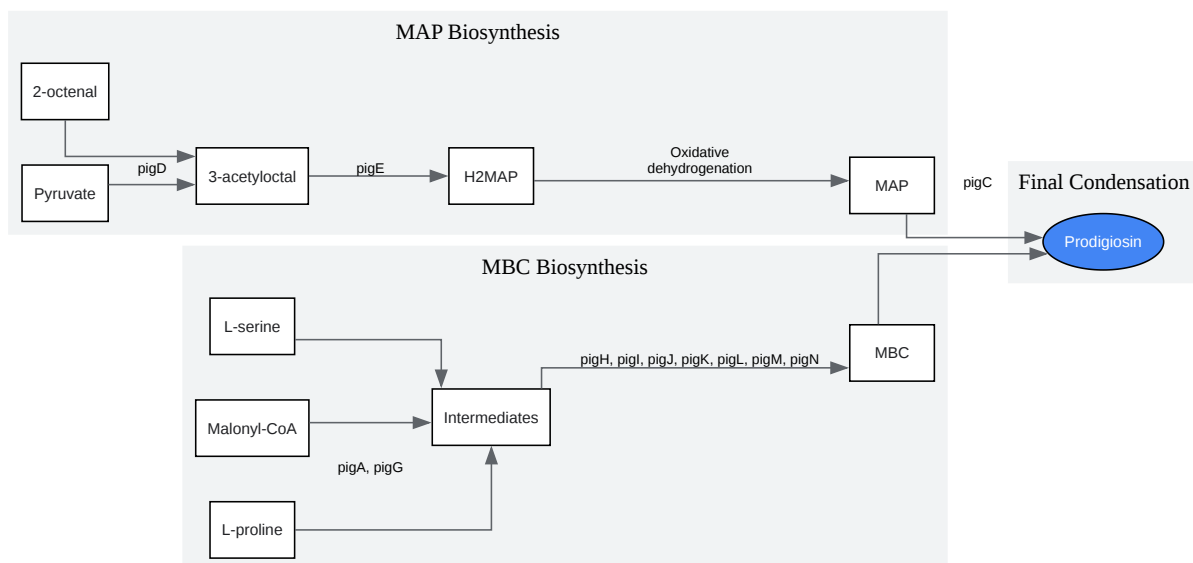 MAP Biosynthesis
2-octenal
Pyruvate
pigD
3-acetyloctal
pigE
H2MAP
Oxidative
dehydrogenation
MAP
pigC
Final Condensation
Prodigiosin
MBC Biosynthesis
L-serine
Malonyl-CoA
L-proline
pigA, pigG
Intermediates
pigH, pigI, pigJ, pigK, pigL, pigM, pigN
MBC